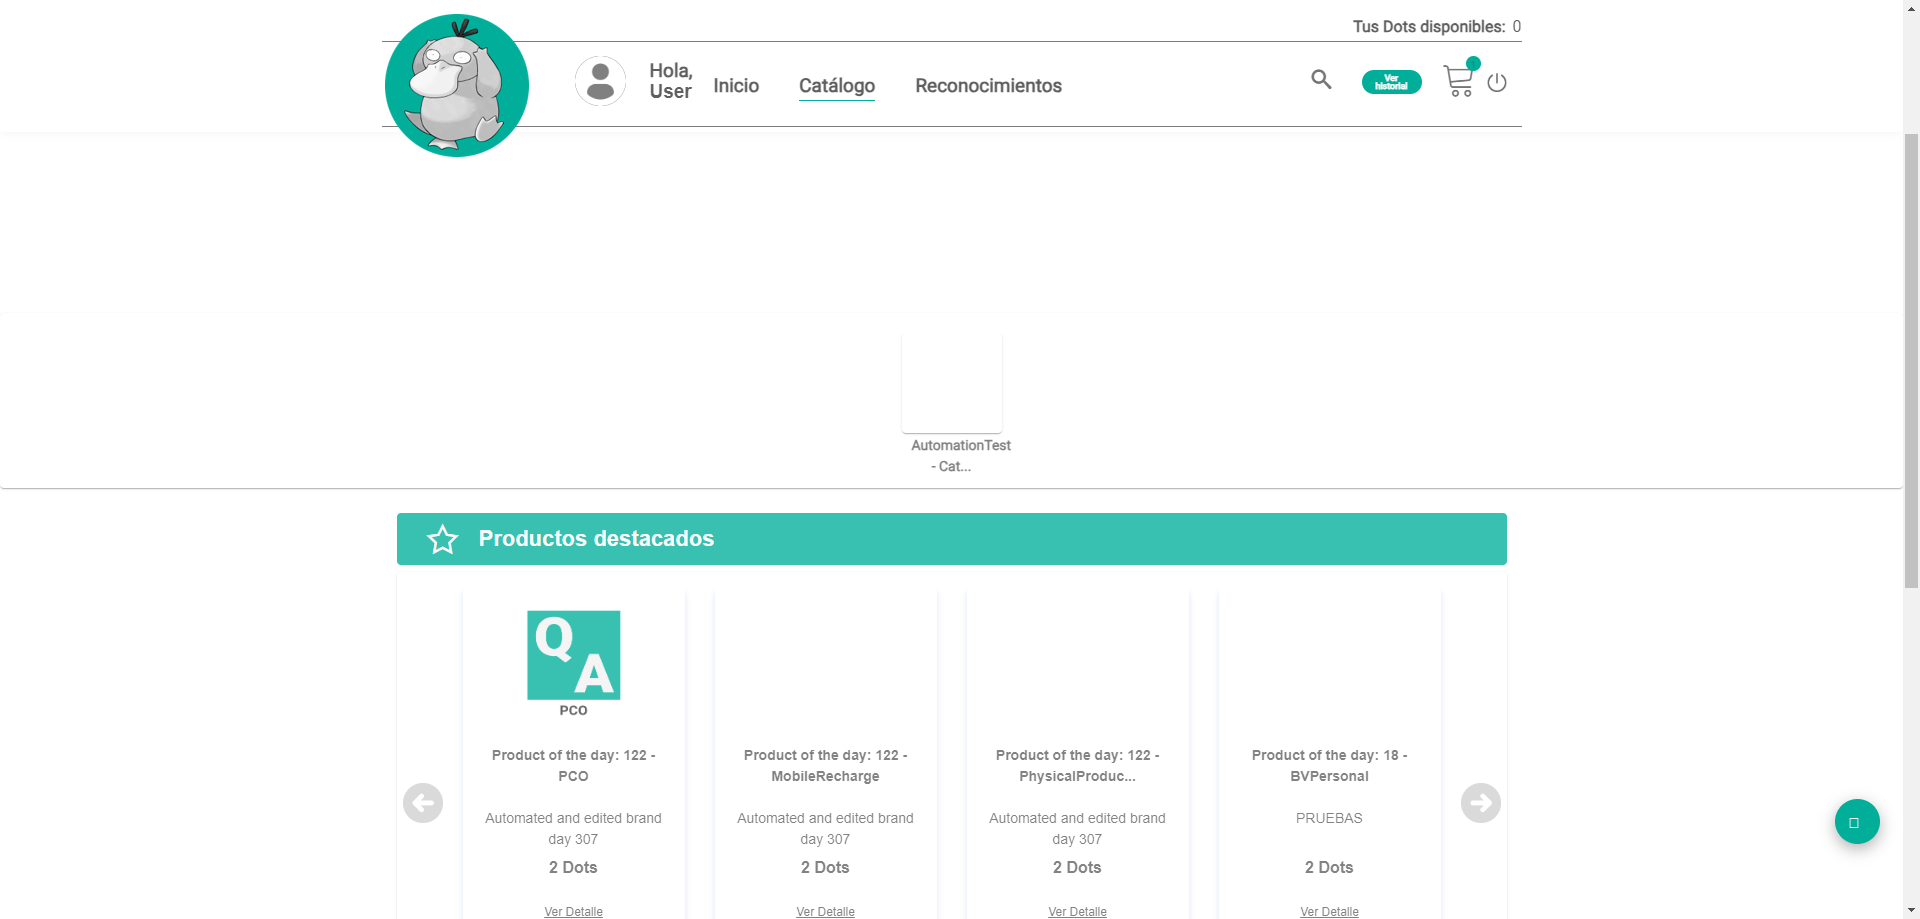 Tus Dots disponibles: 0
Hola,
User
Inicio
Catálogo
Reconocimientos
Ver
historial
AutomationTest
- Cat...
Productos destacados
Q
A
PCO
Product of the day: 122 -
PCO
Automated and edited brand
day 307
2 Dots
Ver Detalle
Product of the day: 122 -
MobileRecharge
Automated and edited brand
day 307
2 Dots
Ver Detalle
Product of the day: 122 -
PhysicalProduc...
Automated and edited brand
day 307
2 Dots
Ver Detalle
Product of the day: 18 -
BVPersonal
PRUEBAS
2 Dots
Ver Detalle